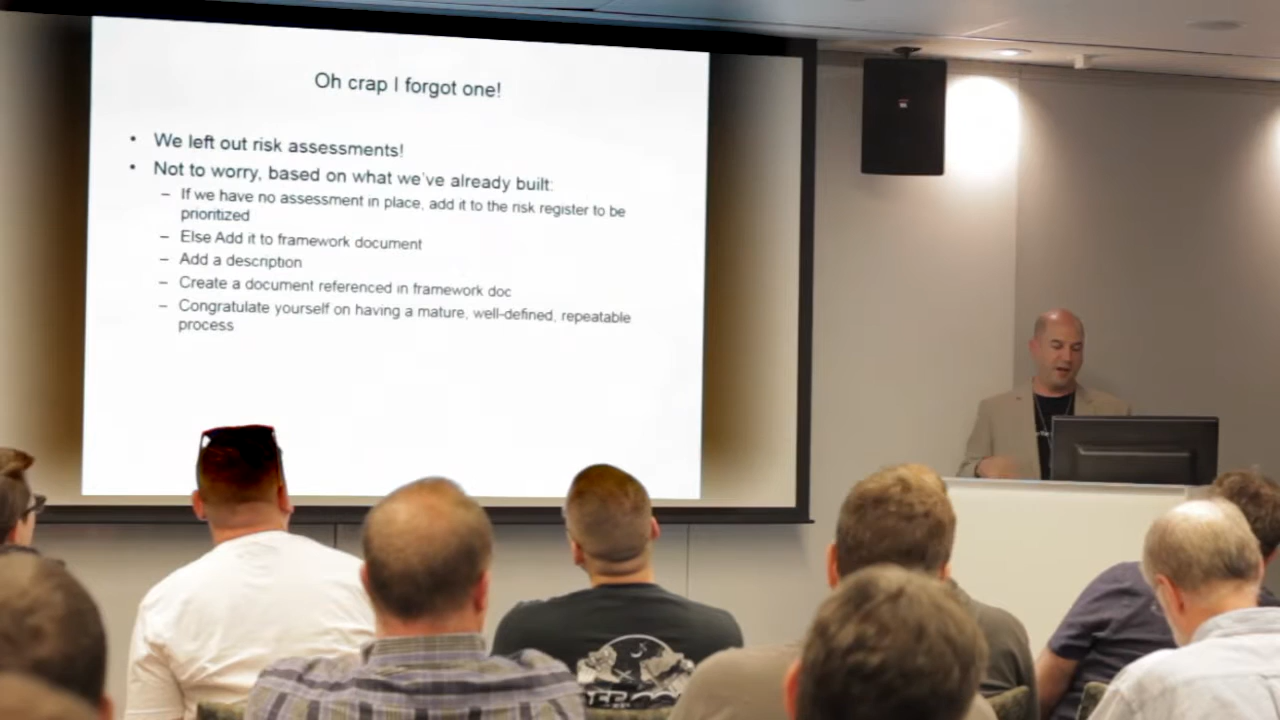 Oh crap I forgot one!
• We left out risk assessments!
• Not to worry, based on what we've already built:
– If we have no assessment in place, add it to the risk register to be
prioritized
– Else Add it to framework document
– Add a description
– Create a document referenced in framework doc
– Congratulate yourself on having a mature, well-defined, repeatable
process